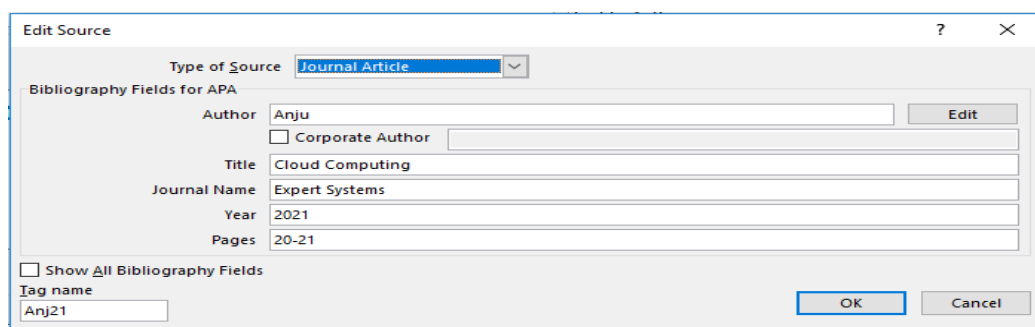 Edit Source ? ×
Type of Source Journal Article
Bibliography Fields for APA
Author Anju Edit
Corporate Author
Title Cloud Computing
Journal Name Expert Systems
Year 2021
Pages 20-21
Show All Bibliography Fields
Tag name
Anj21 OK Cancel